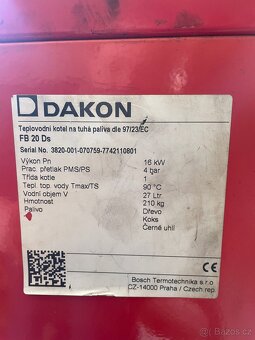 DAKON
Teplovodní kotel na tuhá paliva dle 97/23/EC
FB 20 Ds
Serial No. 3820-001-070759-7742110801
Výkon Pn 16 kW
Prac. přetlak PMS/PS 4 bar
Třída kotle 1
Tepl. top. vody Tmax/TS 90 °C
Vodní objem V 27 Ltr
Hmotnost 210 kg
Palivo Dřevo
Koks
Černé uhlí
Bosch Termotechnika s.r.o
CZ-14000 Praha / Czech rep.
bazoš.cz